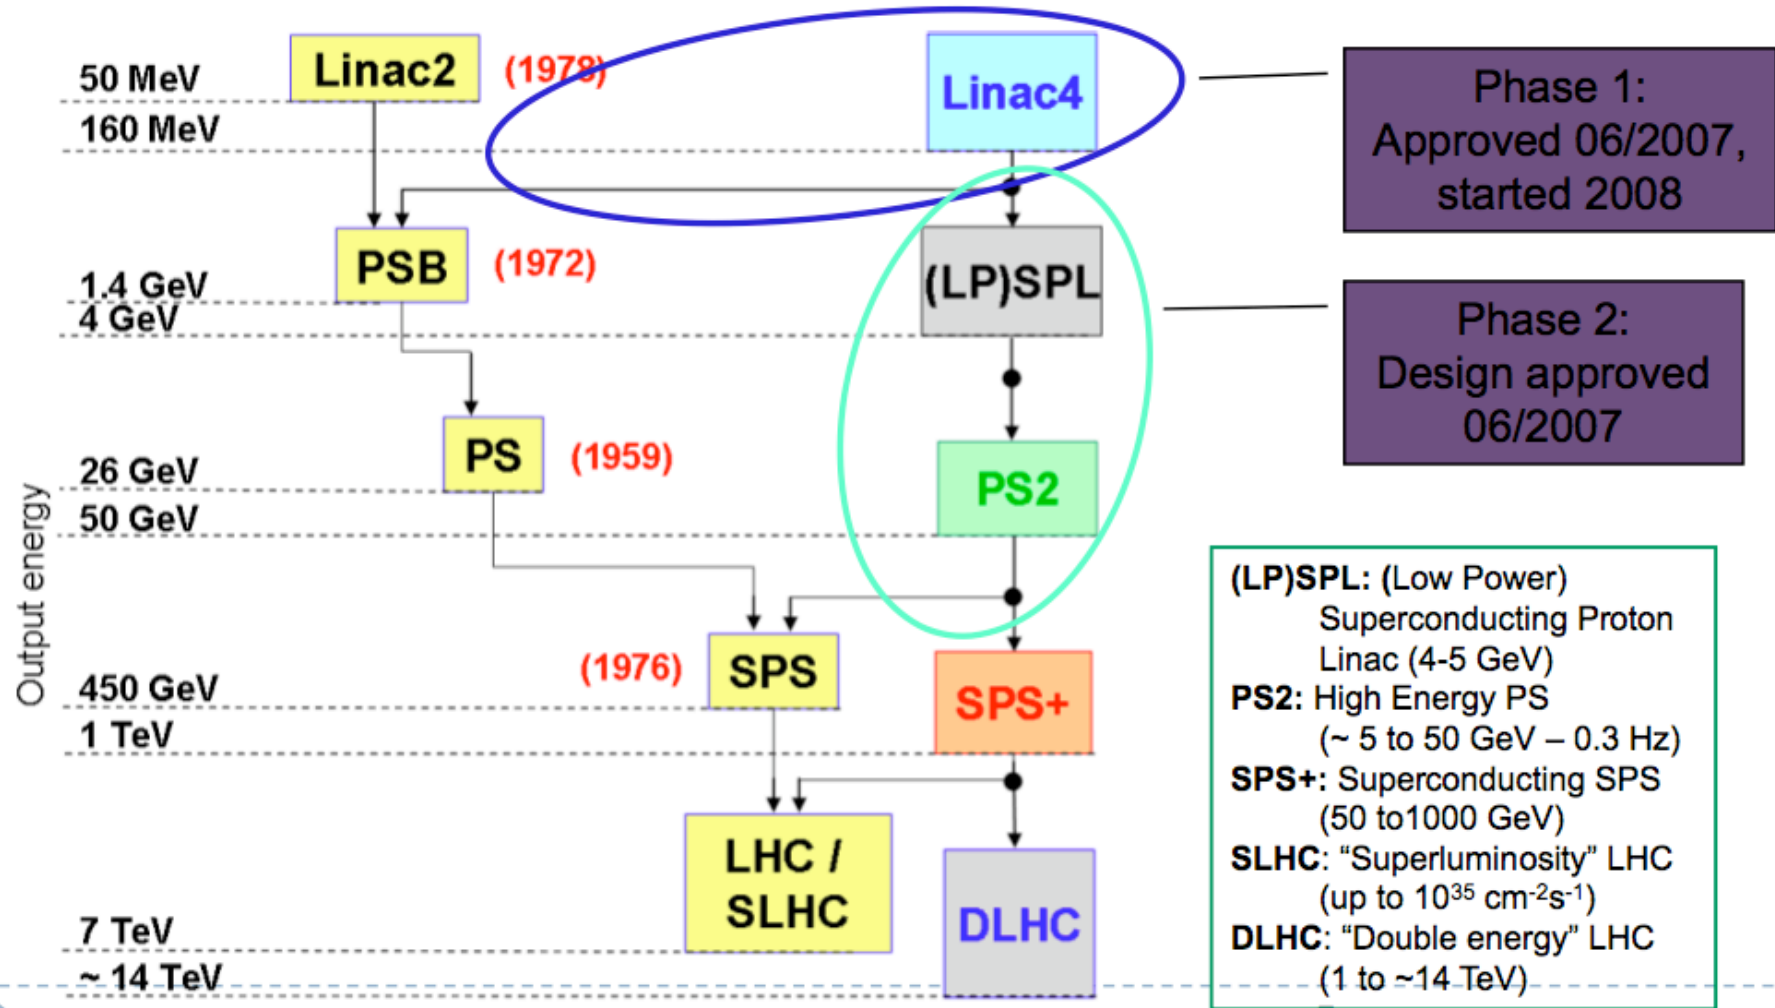 50 MeV
Linac2
(1978)
Linac4
160 MeV
Phase 1:
Approved 06/2007,
started 2008
PSB
(1972)
(LP)SPL
1.4 GeV
4 GeV
Phase 2:
Design approved
06/2007
PS
(1959)
PS2
26 GeV
50 GeV
Output energy
(1976)
SPS
SPS+
450 GeV
1 TeV
LHC /
SLHC
DLHC
7 TeV
~ 14 TeV
(LP)SPL: (Low Power)
Superconducting Proton
Linac (4-5 GeV)
PS2: High Energy PS
(~ 5 to 50 GeV – 0.3 Hz)
SPS+: Superconducting SPS
(50 to1000 GeV)
SLHC: “Superluminosity” LHC
(up to 10³⁵ cm⁻²s⁻¹)
DLHC: “Double energy” LHC
(1 to ~14 TeV)